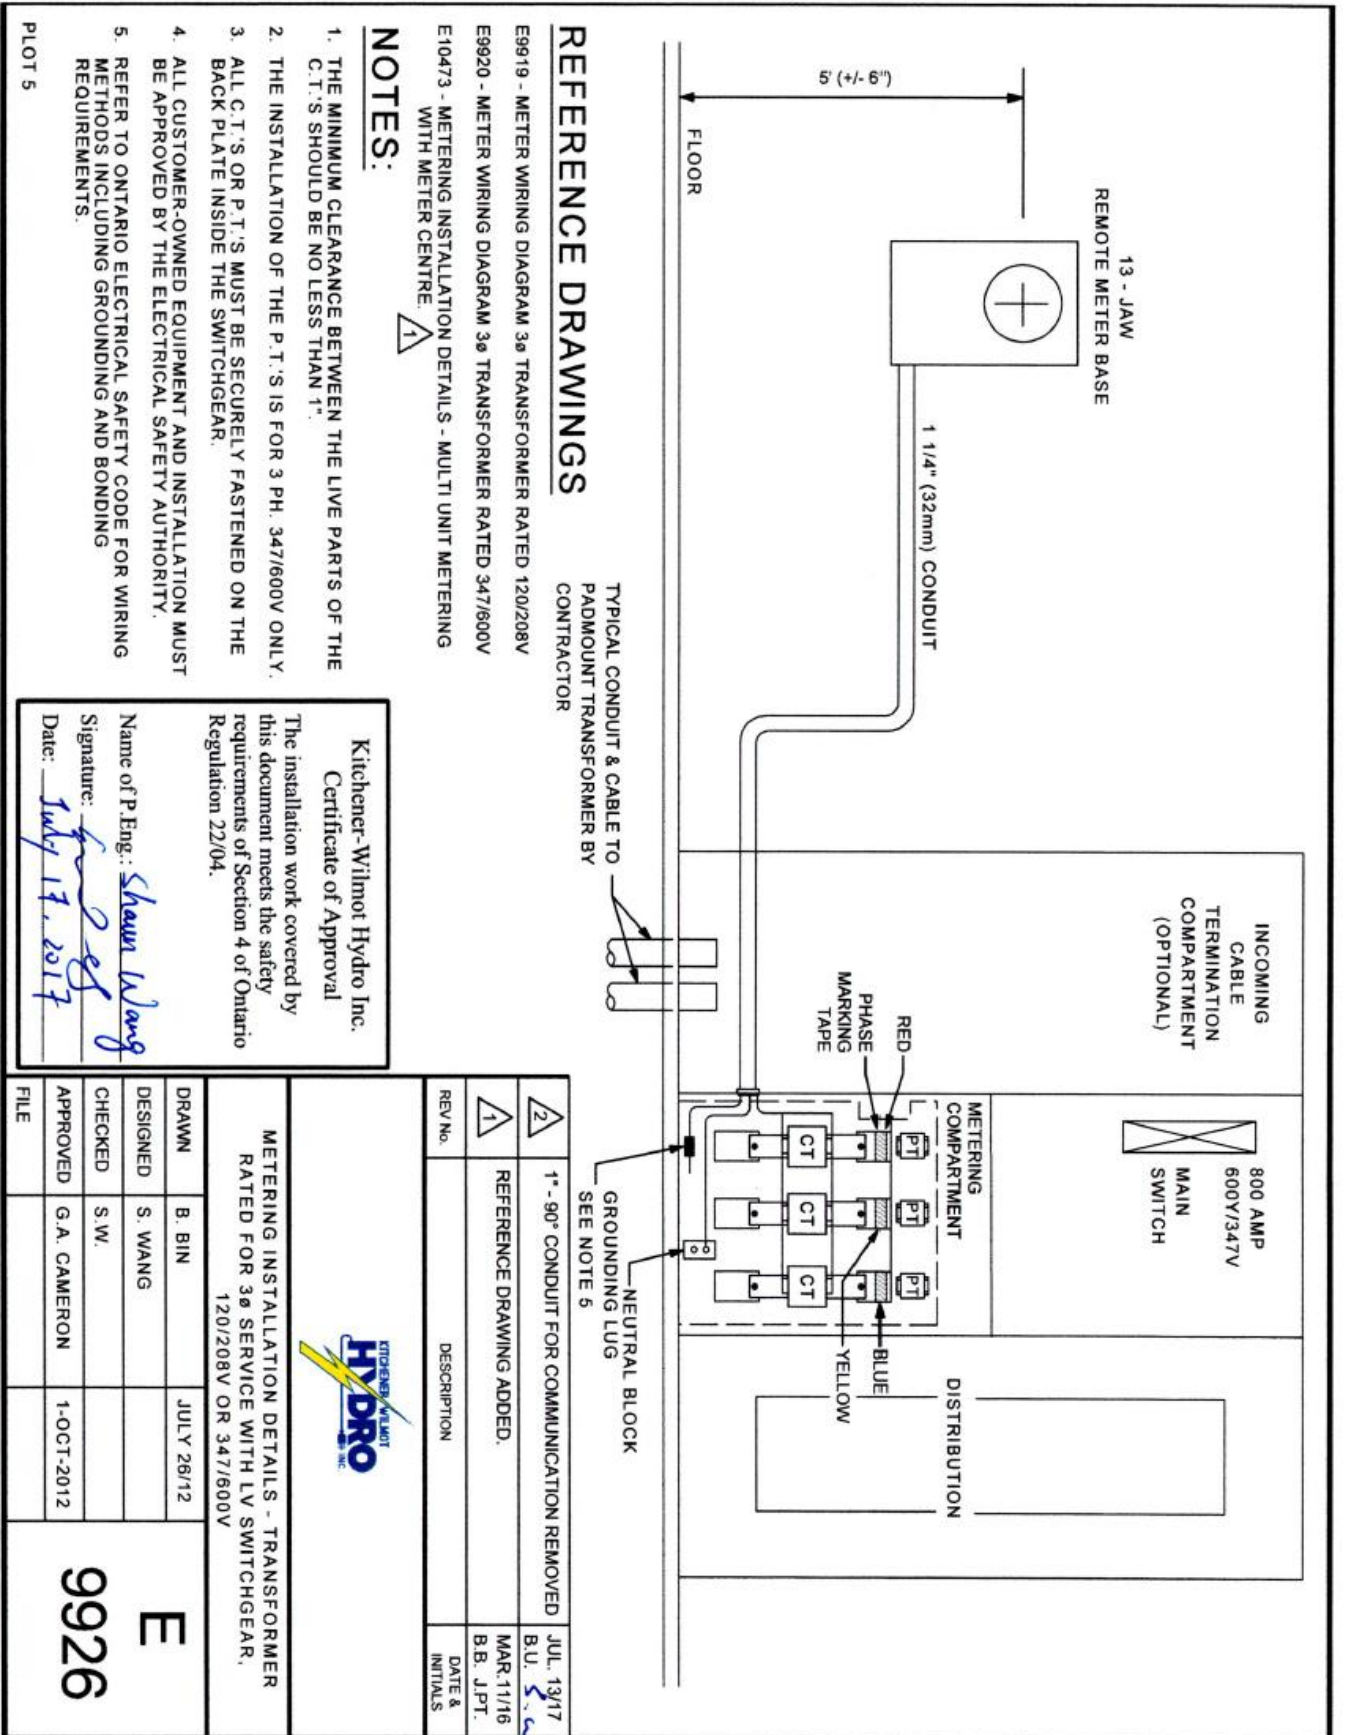 13 - JAW
REMOTE METER BASE
5' (+/- 6")
FLOOR
1 1/4" (32mm) CONDUIT
INCOMING
CABLE
TERMINATION
COMPARTMENT
(OPTIONAL)
800 AMP
600Y/347V
MAIN
SWITCH
METERING
COMPARTMENT
DISTRIBUTION
RED
PHASE
MARKING
TAPE
PT
PT
PT
CT
CT
CT
BLUE
YELLOW
NEUTRAL BLOCK
GROUNDING LUG
SEE NOTE 5
TYPICAL CONDUIT & CABLE TO
PADMOUNT TRANSFORMER BY
CONTRACTOR
REFERENCE DRAWINGS
E9919 - METER WIRING DIAGRAM 3ø TRANSFORMER RATED 120/208V
E9920 - METER WIRING DIAGRAM 3ø TRANSFORMER RATED 347/600V
E10473 - METERING INSTALLATION DETAILS - MULTI UNIT METERING
WITH METER CENTRE.
1
NOTES:
1. THE MINIMUM CLEARANCE BETWEEN THE LIVE PARTS OF THE
C.T.'S SHOULD BE NO LESS THAN 1".
2. THE INSTALLATION OF THE P.T.'S IS FOR 3 PH. 347/600V ONLY.
3. ALL C.T.'S OR P.T.'S MUST BE SECURELY FASTENED ON THE
BACK PLATE INSIDE THE SWITCHGEAR.
4. ALL CUSTOMER-OWNED EQUIPMENT AND INSTALLATION MUST
BE APPROVED BY THE ELECTRICAL SAFETY AUTHORITY.
5. REFER TO ONTARIO ELECTRICAL SAFETY CODE FOR WIRING
METHODS INCLUDING GROUNDING AND BONDING
REQUIREMENTS.
PLOT 5
Kitchener-Wilmot Hydro Inc.
Certificate of Approval
The installation work covered by
this document meets the safety
requirements of Section 4 of Ontario
Regulation 22/04.
Name of P.Eng.: Shaun Wang
Signature:
Date: July 17, 2017
2 1" - 90° CONDUIT FOR COMMUNICATION REMOVED JUL. 13/17
B.U. S.W
1 REFERENCE DRAWING ADDED. MAR.11/16
B.B. J.PT.
REV No. DESCRIPTION DATE &
INITIALS
KITCHENER-WILMOT
HYDRO
INC.
METERING INSTALLATION DETAILS - TRANSFORMER
RATED FOR 3ø SERVICE WITH LV SWITCHGEAR,
120/208V OR 347/600V
DRAWN B. BIN JULY 26/12
DESIGNED S. WANG
CHECKED S.W.
APPROVED G.A. CAMERON 1-OCT-2012
FILE
E
9926